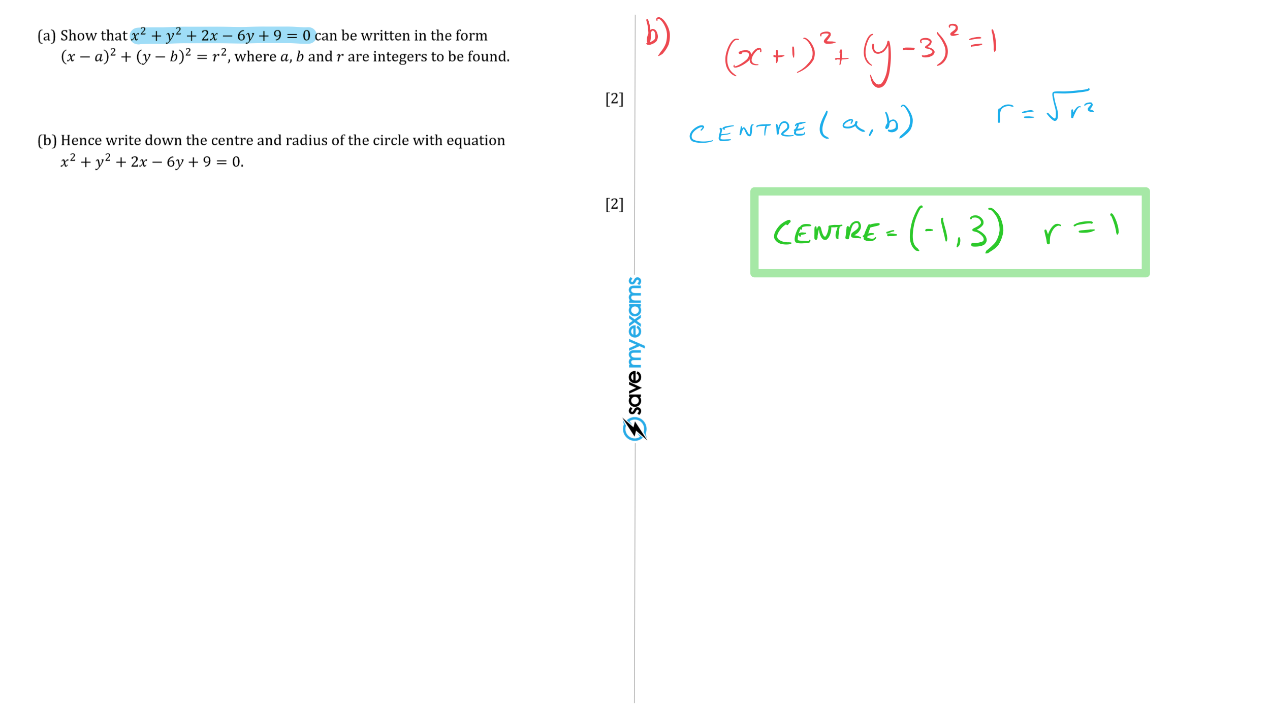 (a) Show that x² + y² + 2x − 6y + 9 = 0 can be written in the form
(x − a)² + (y − b)² = r², where a, b and r are integers to be found.
[2]
(b) Hence write down the centre and radius of the circle with equation
x² + y² + 2x − 6y + 9 = 0.
[2]
save my exams
b) (x + 1)² + (y − 3)² = 1
CENTRE (a, b) r = √r²
CENTRE = (-1, 3) r = 1